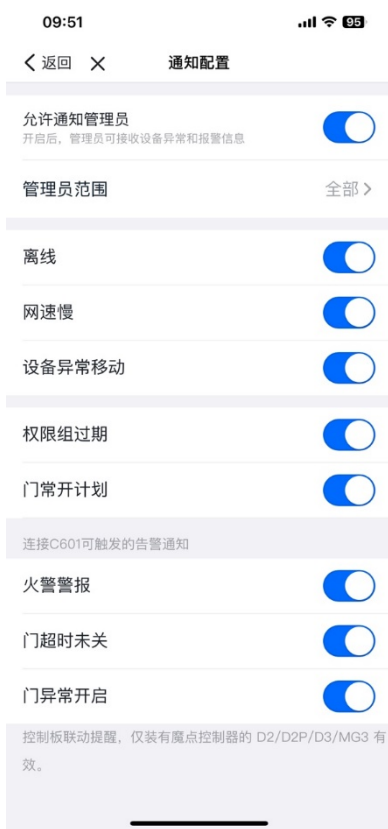 09:51
95
返回
通知配置
允许通知管理员
开启后，管理员可接收设备异常和报警信息
管理员范围 全部
离线
网速慢
设备异常移动
权限组过期
门常开计划
连接C601可触发的告警通知
火警警报
门超时未关
门异常开启
控制板联动提醒，仅装有魔点控制器的 D2/D2P/D3/MG3 有
效。